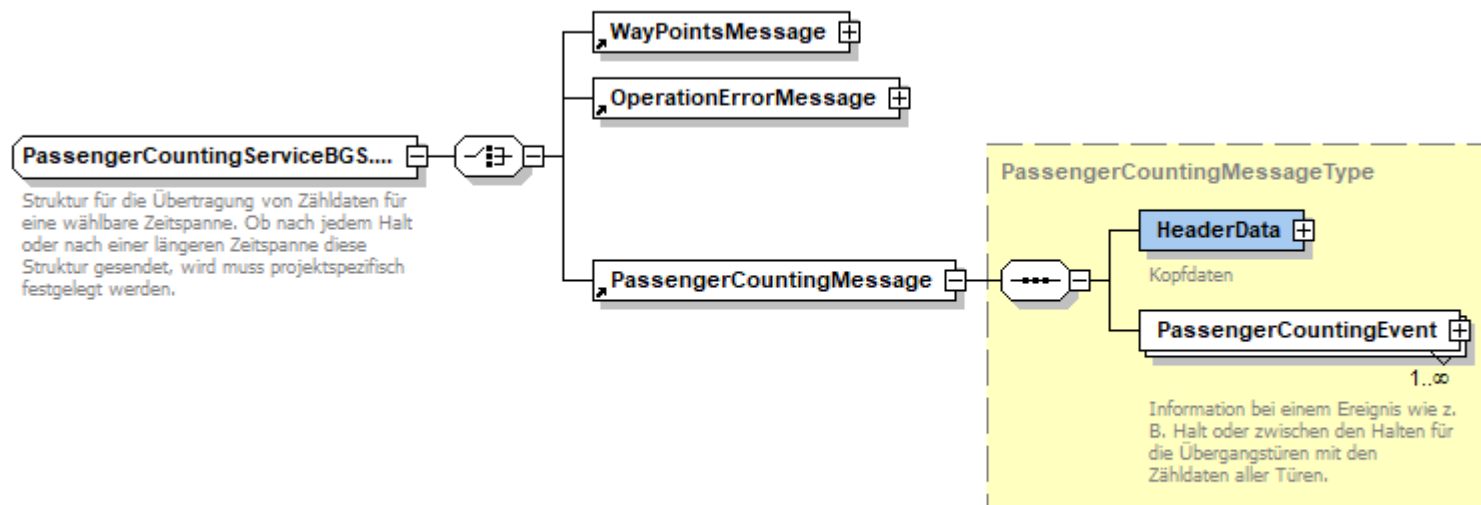 WayPointsMessage
OperationErrorMessage
PassengerCountingServiceBGS....
Struktur für die Übertragung von Zähldaten für
eine wählbare Zeitspanne. Ob nach jedem Halt
oder nach einer längeren Zeitspanne diese
Struktur gesendet, wird muss projektspezifisch
festgelegt werden.
PassengerCountingMessage
PassengerCountingMessageType
HeaderData
Kopfdaten
PassengerCountingEvent
1..∞
Information bei einem Ereignis wie z.
B. Halt oder zwischen den Halten für
die Übergangstüren mit den
Zähldaten aller Türen.